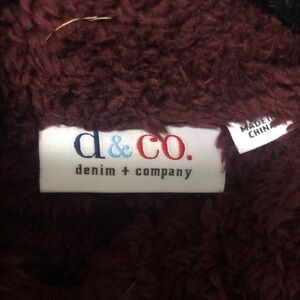 d & co.
denim + company
MADE IN
CHINA